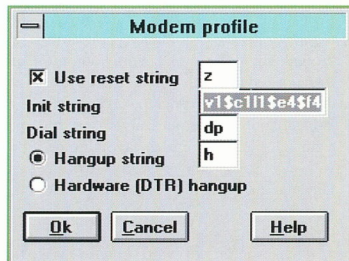 Modem profile
Use reset string z
Init string v1$c1l1$e4$f4
Dial string dp
Hangup string h
Hardware (DTR) hangup
Ok Cancel Help